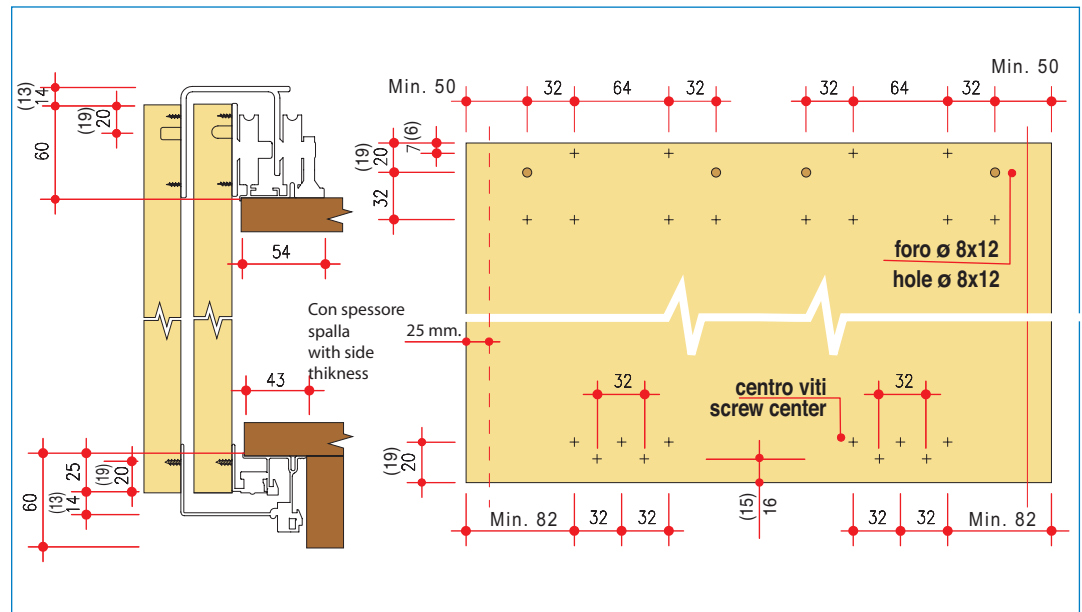 (13)
14
(19)
20
60
54
Con spessore
spalla
with side
thikness
43
25
(19)
20
60
(13)
14
Min. 50
32
64
32
32
64
32
Min. 50
7 (6)
(19)
20
32
foro ø 8x12
hole ø 8x12
25 mm.
32
centro viti
screw center
32
(19)
20
(15)
16
Min. 82
32
32
32
32
Min. 82